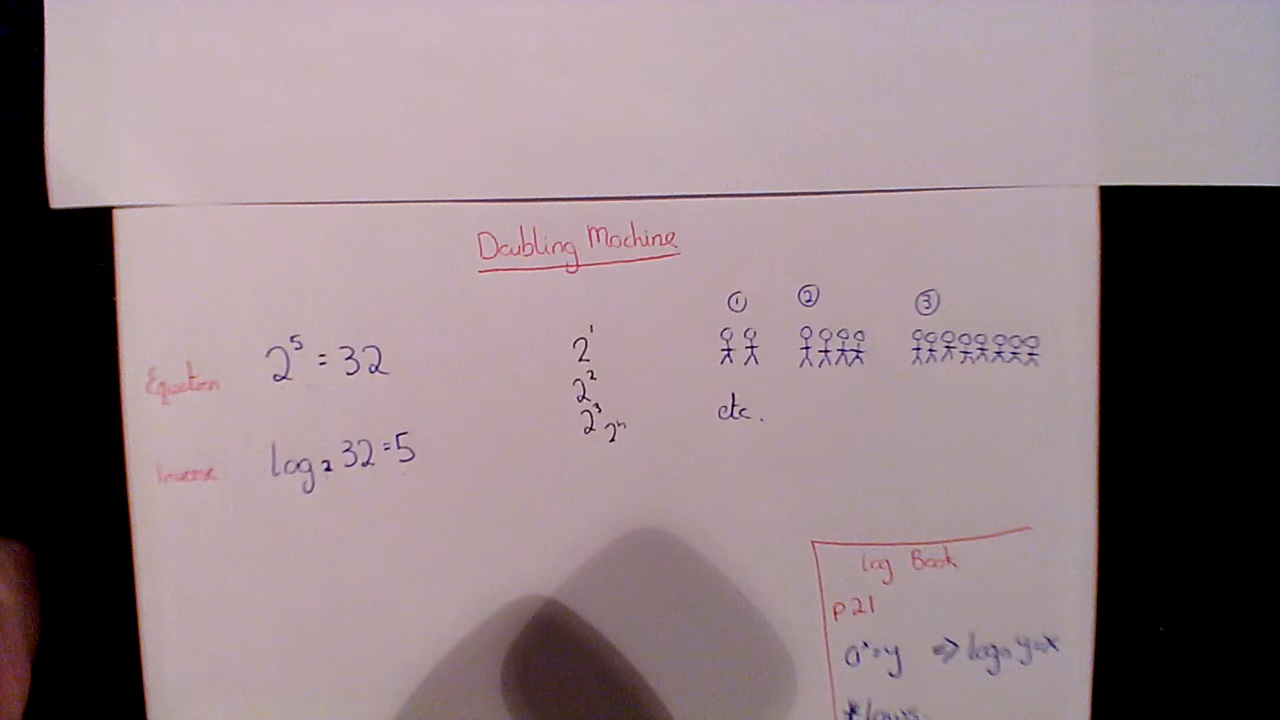 Doubling Machine
① ② ③
Equation 2⁵ = 32
2¹
2²
2³ 2ⁿ
etc.
Inverse log₂ 32 = 5
Log Book
p21
aˣ = y ⇒ logₐ y = x
*laws